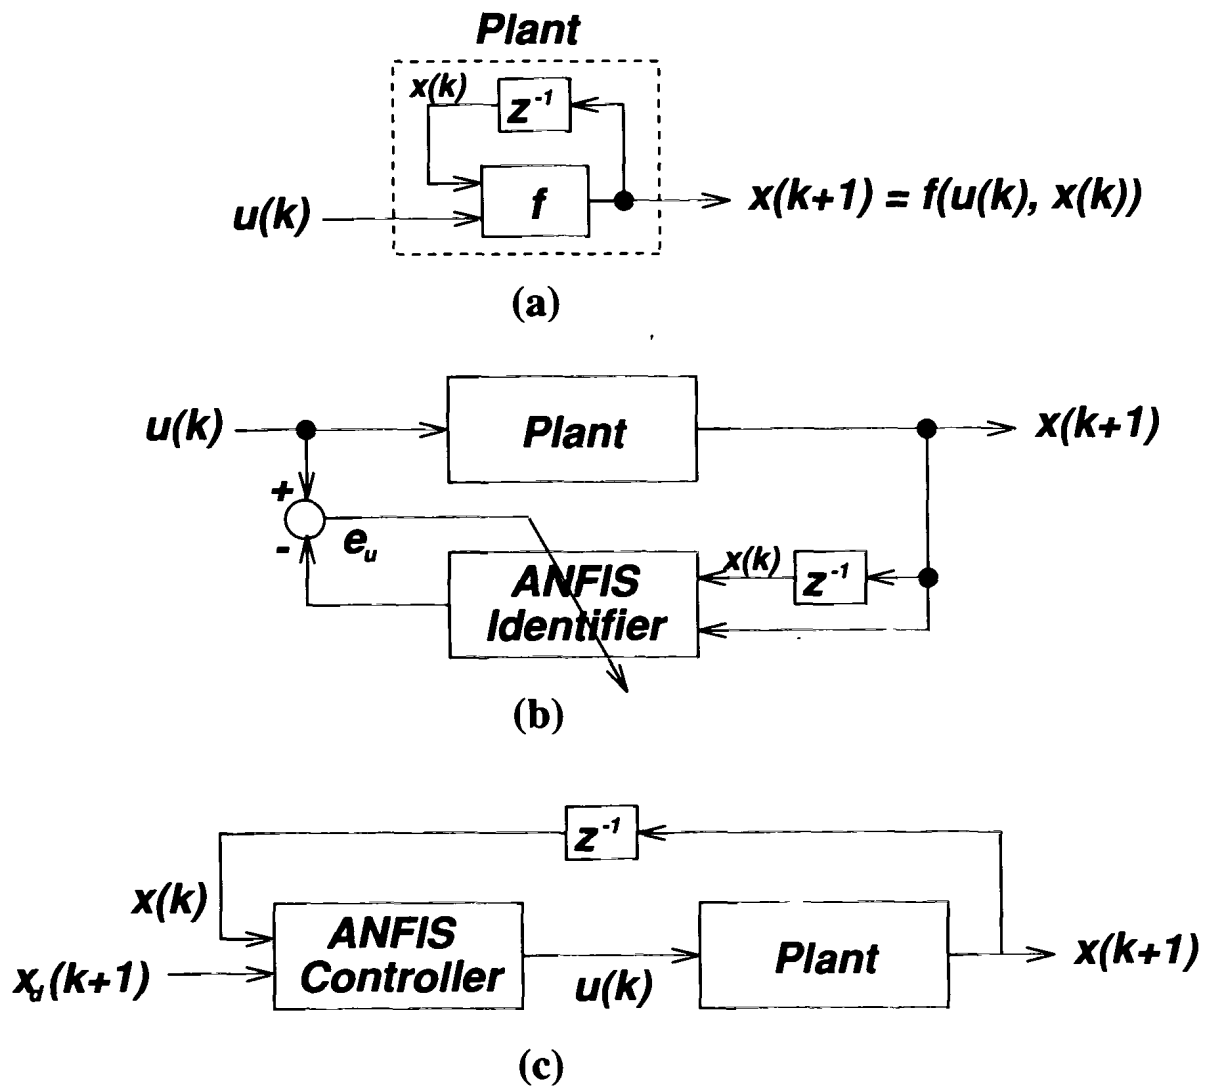 Plant
x(k)
z⁻¹
f
u(k)
x(k+1) = f(u(k), x(k))
(a)
u(k)
Plant
x(k+1)
+
-
e_u
ANFIS
Identifier
x(k)
z⁻¹
(b)
z⁻¹
x(k)
x_d(k+1)
ANFIS
Controller
u(k)
Plant
x(k+1)
(c)